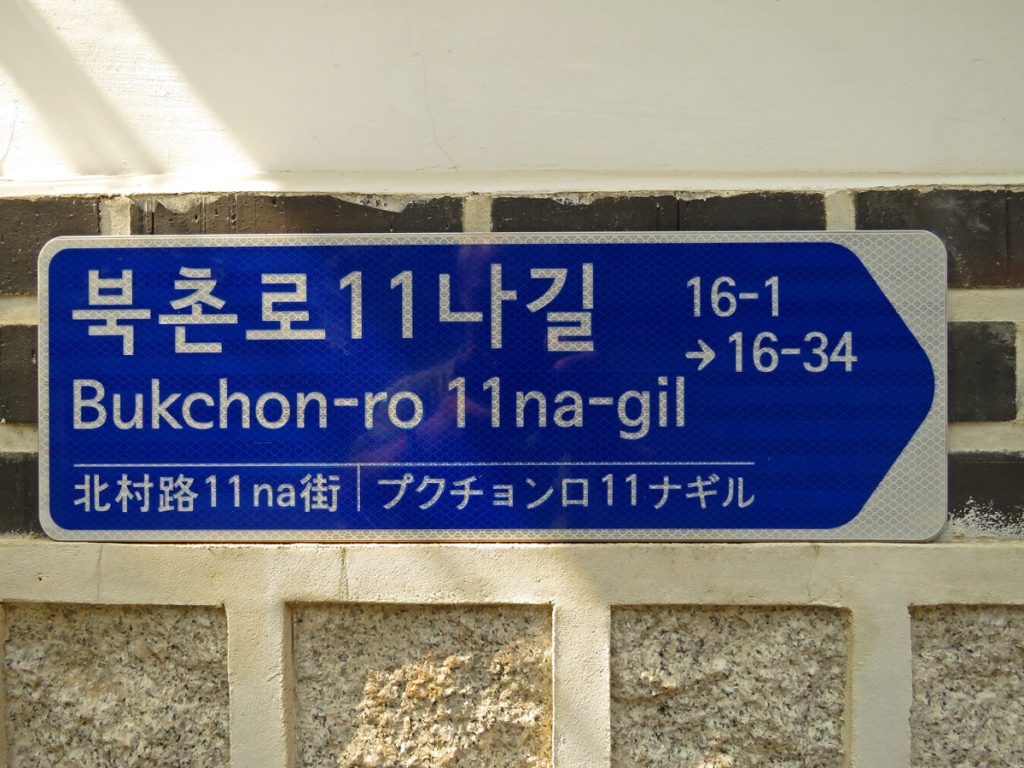 북촌로11나길
16-1
→16-34
Bukchon-ro 11na-gil
北村路11na街 | プクチョンロ11ナギル